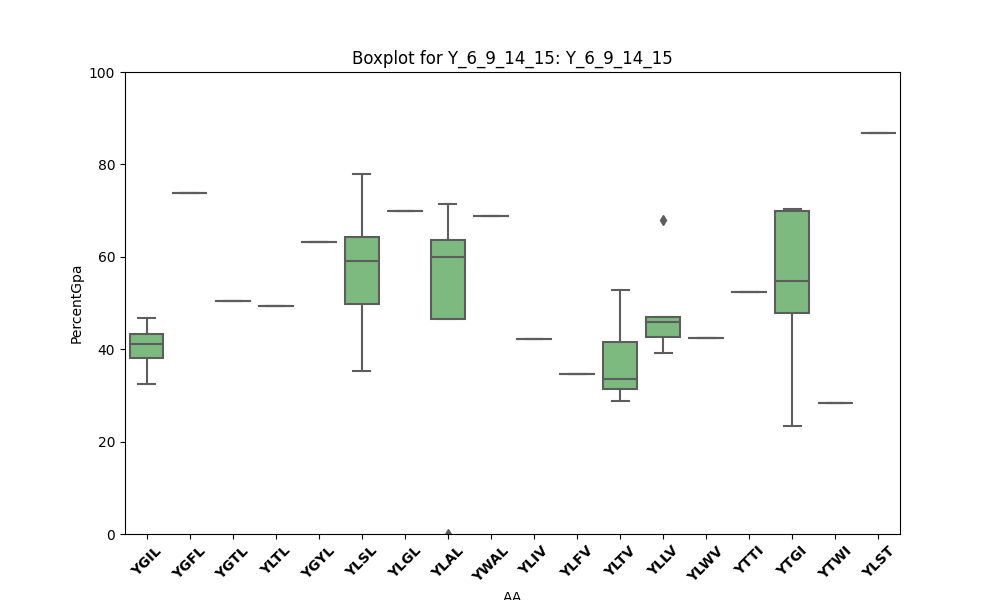 Boxplot for Y_6_9_14_15: Y_6_9_14_15
100
80
60
40
20
0
PercentGpa
YGIL
YGFL
YGTL
YLTL
YGYL
YLSL
YLGL
YLAL
YWAL
YLIV
YLFV
YLTV
YLLV
YLWV
YTTI
YTGI
YTWI
YLST
AA